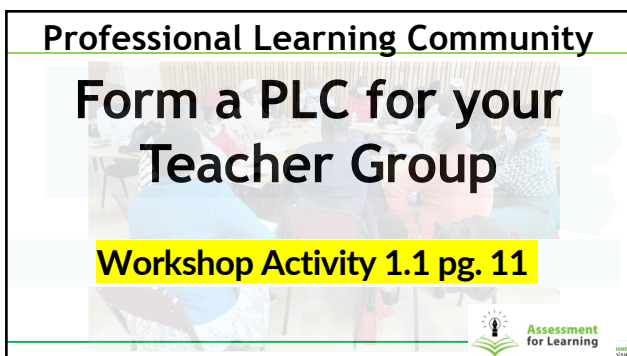 Professional Learning Community
Form a PLC for your
Teacher Group
Workshop Activity 1.1 pg. 11
Assessment
for Learning